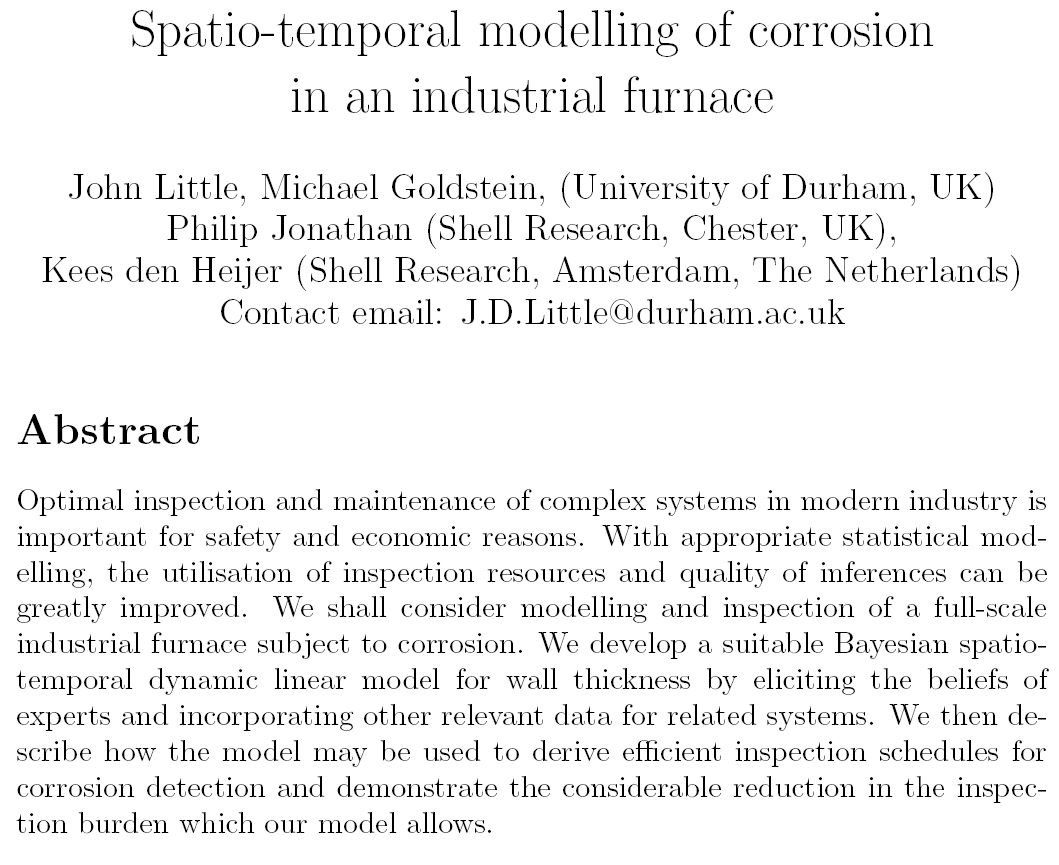 Spatio-temporal modelling of corrosion
in an industrial furnace
John Little, Michael Goldstein, (University of Durham, UK)
Philip Jonathan (Shell Research, Chester, UK),
Kees den Heijer (Shell Research, Amsterdam, The Netherlands)
Contact email: J.D.Little@durham.ac.uk
Abstract
Optimal inspection and maintenance of complex systems in modern industry is
important for safety and economic reasons. With appropriate statistical mod-
elling, the utilisation of inspection resources and quality of inferences can be
greatly improved. We shall consider modelling and inspection of a full-scale
industrial furnace subject to corrosion. We develop a suitable Bayesian spatio-
temporal dynamic linear model for wall thickness by eliciting the beliefs of
experts and incorporating other relevant data for related systems. We then de-
scribe how the model may be used to derive efficient inspection schedules for
corrosion detection and demonstrate the considerable reduction in the inspec-
tion burden which our model allows.